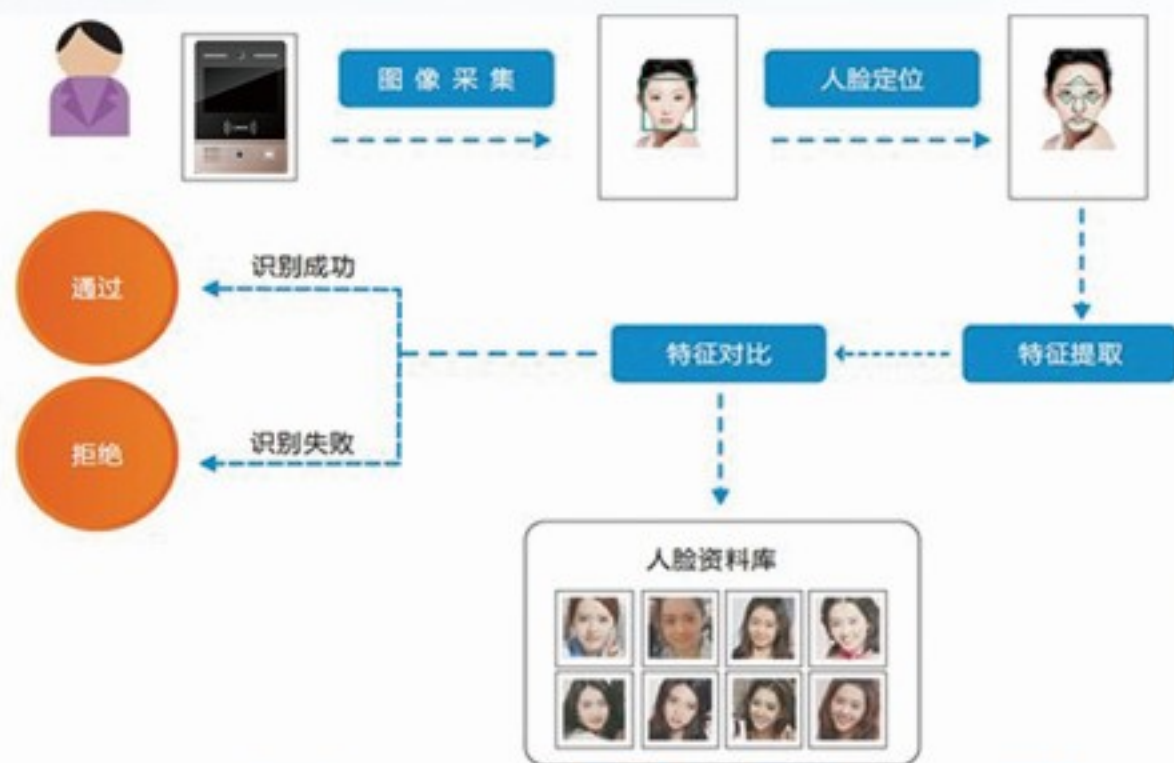 图像采集
人脸定位
识别成功
通过
特征对比
特征提取
识别失败
拒绝
人脸资料库